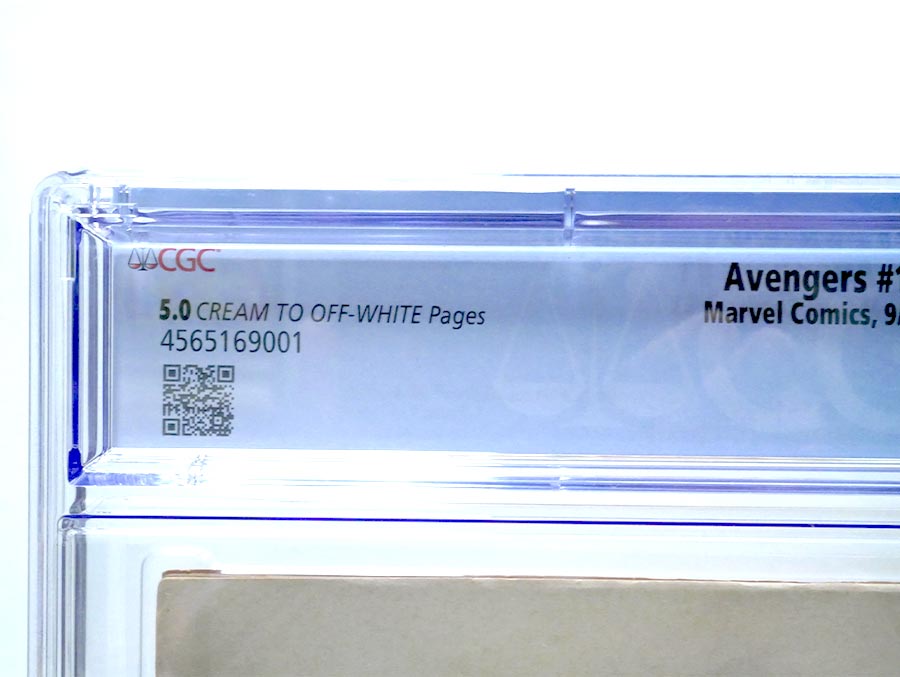 CGC
5.0 CREAM TO OFF-WHITE Pages
4565169001
Avengers #1
Marvel Comics, 9/